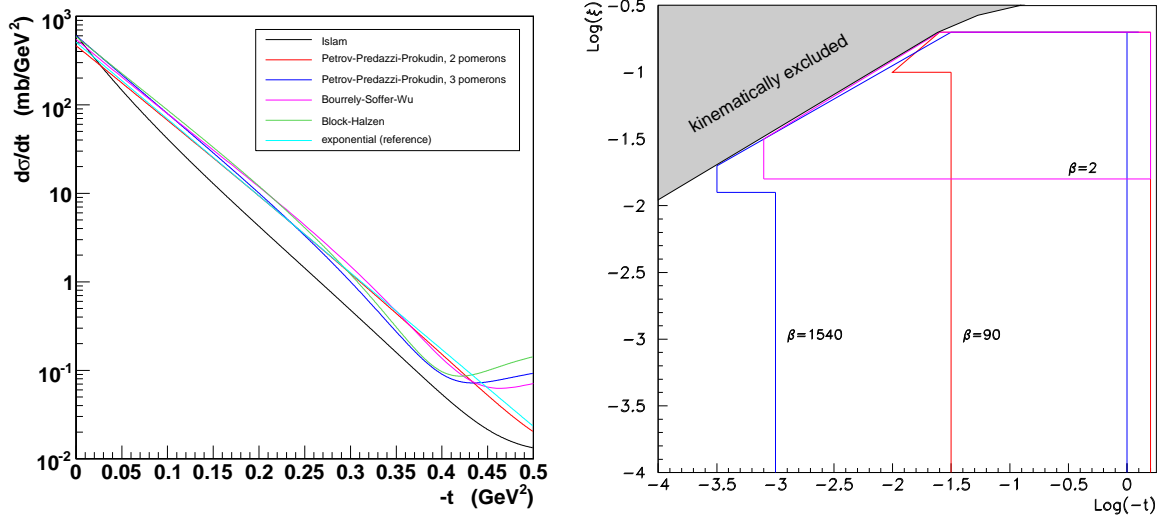 dσ/dt (mb/GeV²)
10³
10²
10
1
10⁻¹
10⁻²
Islam
Petrov-Predazzi-Prokudin, 2 pomerons
Petrov-Predazzi-Prokudin, 3 pomerons
Bourrely-Soffer-Wu
Block-Halzen
exponential (reference)
0 0.05 0.1 0.15 0.2 0.25 0.3 0.35 0.4 0.45 0.5
-t (GeV²)
Log(ξ)
-0.5
-1
-1.5
-2
-2.5
-3
-3.5
-4
kinematically excluded
β=2
β=1540
β=90
-4 -3.5 -3 -2.5 -2 -1.5 -1 -0.5 0
Log(-t)